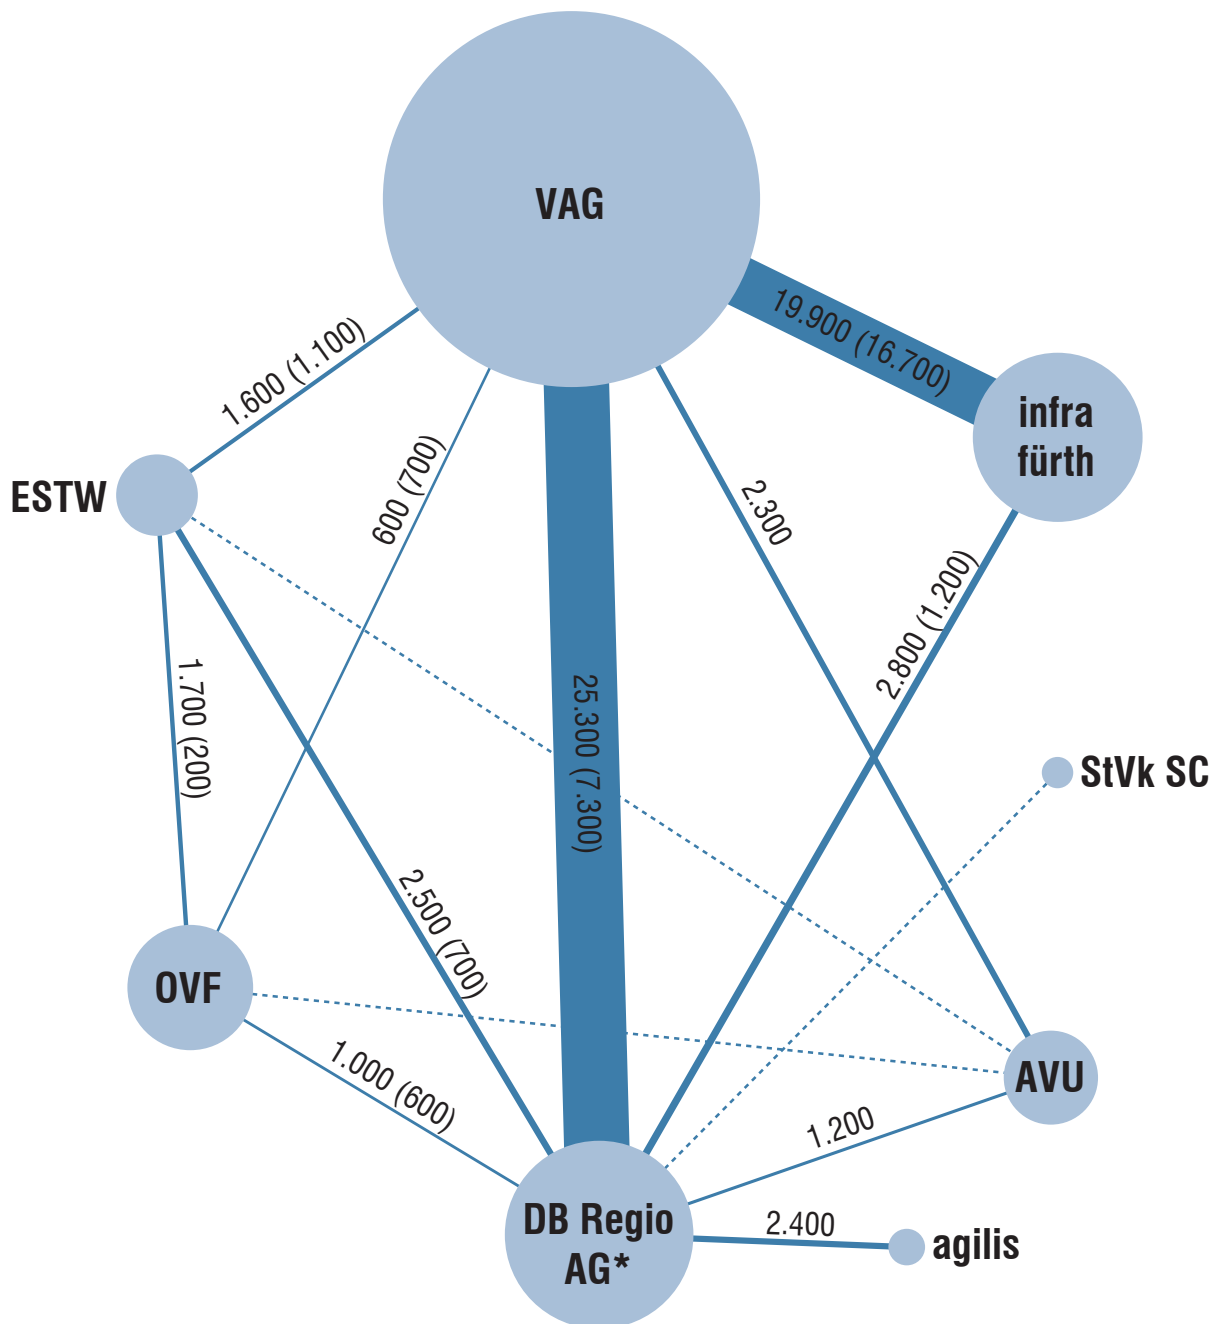 VAG
19.900 (16.700)
1.600 (1.100)
infra
fürth
600 (700)
2.300
ESTW
2.800 (1.200)
1.700 (200)
25.300 (7.300)
StVk SC
2.500 (700)
OVF
1.000 (600)
AVU
1.200
DB Regio
AG*
2.400
agilis